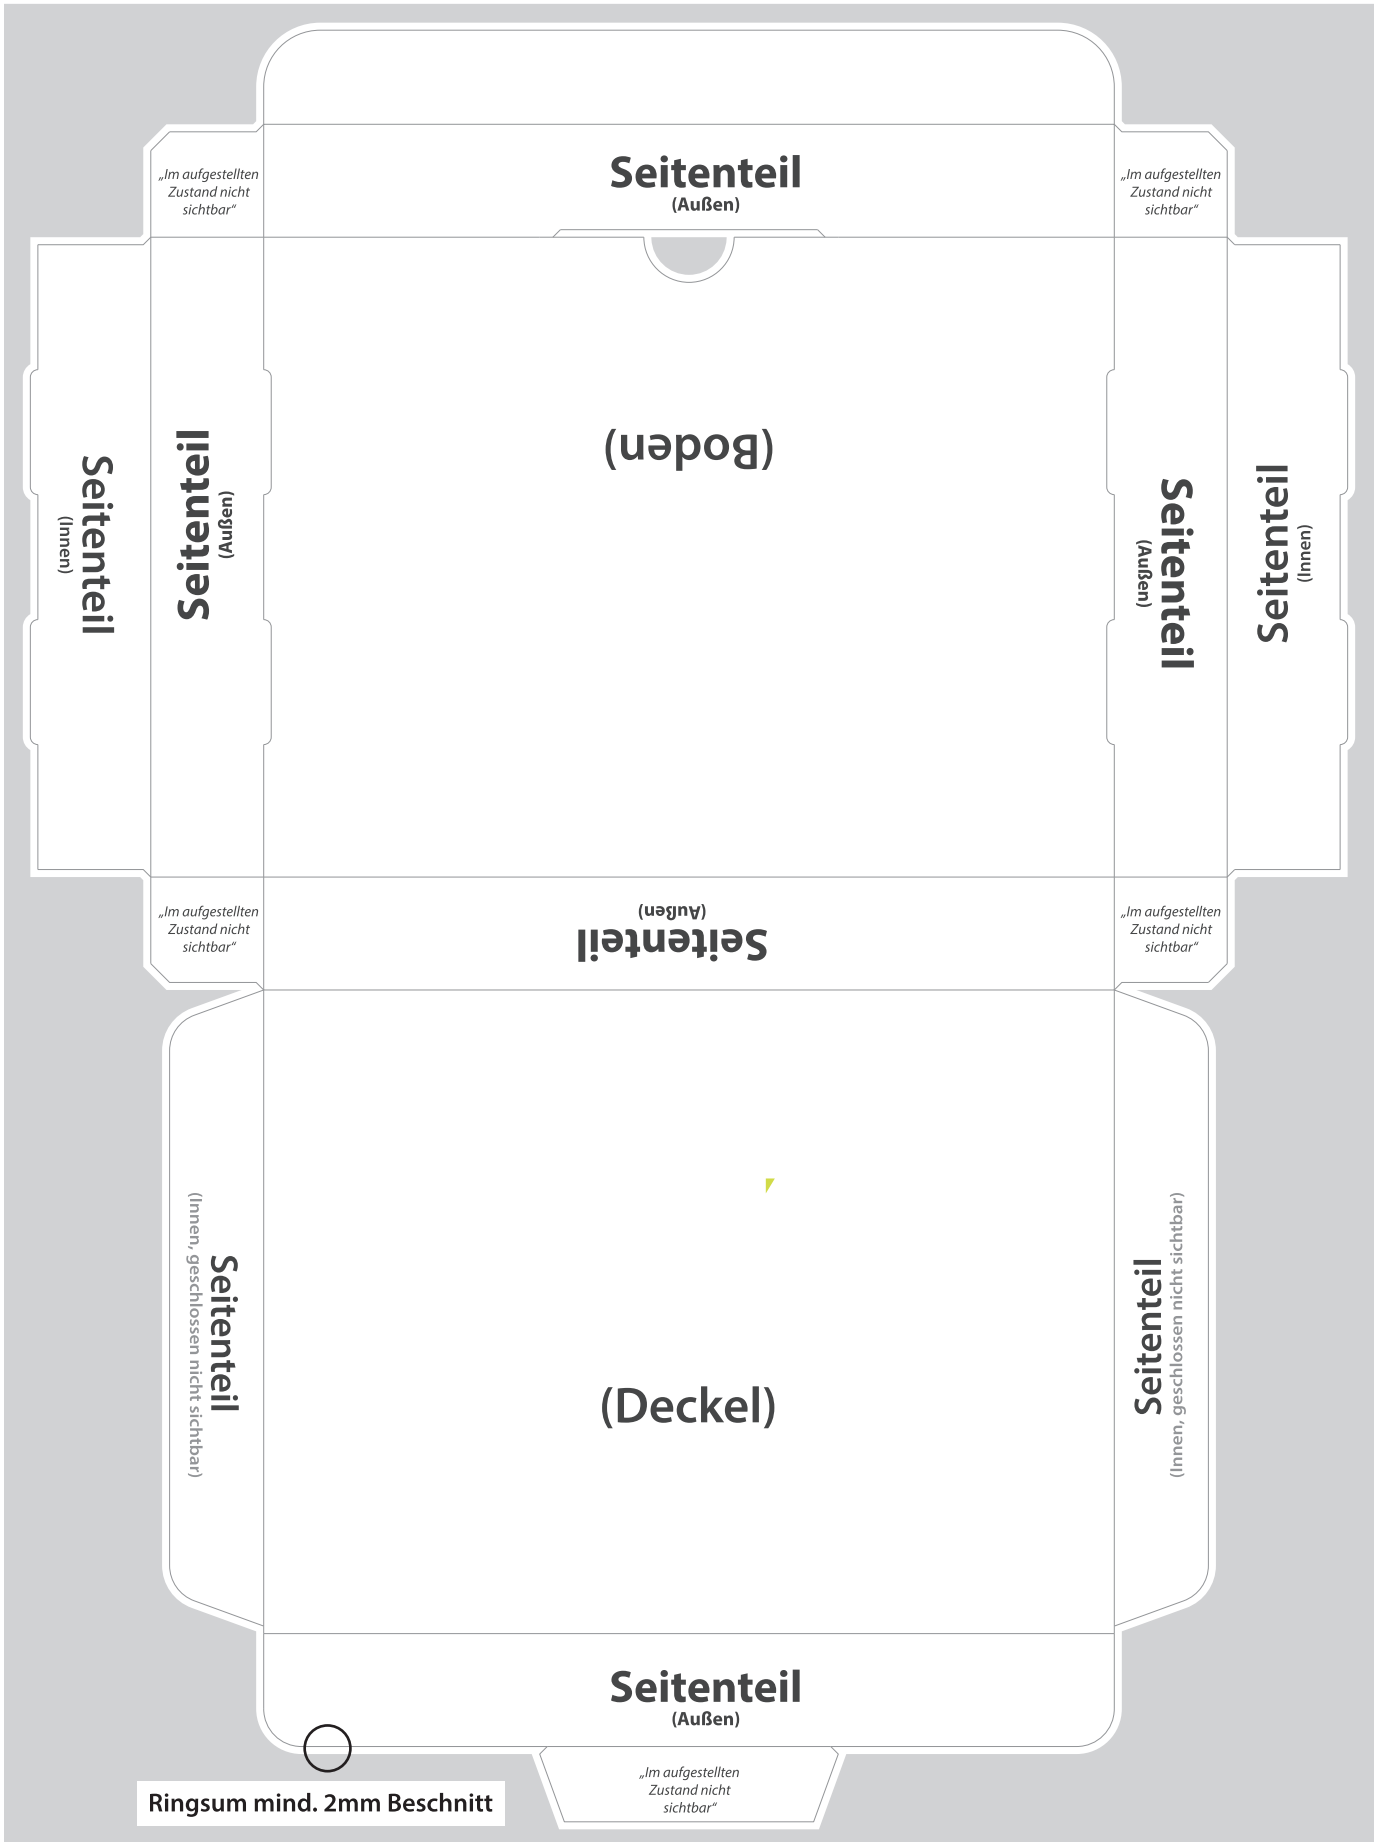 „Im aufgestellten
Zustand nicht
sichtbar“
Seitenteil
(Außen)
„Im aufgestellten
Zustand nicht
sichtbar“
(Boden)
Seitenteil
(Innen)
Seitenteil
(Außen)
Seitenteil
(Außen)
Seitenteil
(Innen)
„Im aufgestellten
Zustand nicht
sichtbar“
Seitenteil
(Außen)
„Im aufgestellten
Zustand nicht
sichtbar“
Seitenteil
(Innen, geschlossen nicht sichtbar)
(Deckel)
Seitenteil
(Innen, geschlossen nicht sichtbar)
Seitenteil
(Außen)
„Im aufgestellten
Zustand nicht
sichtbar“
Ringsum mind. 2mm Beschnitt